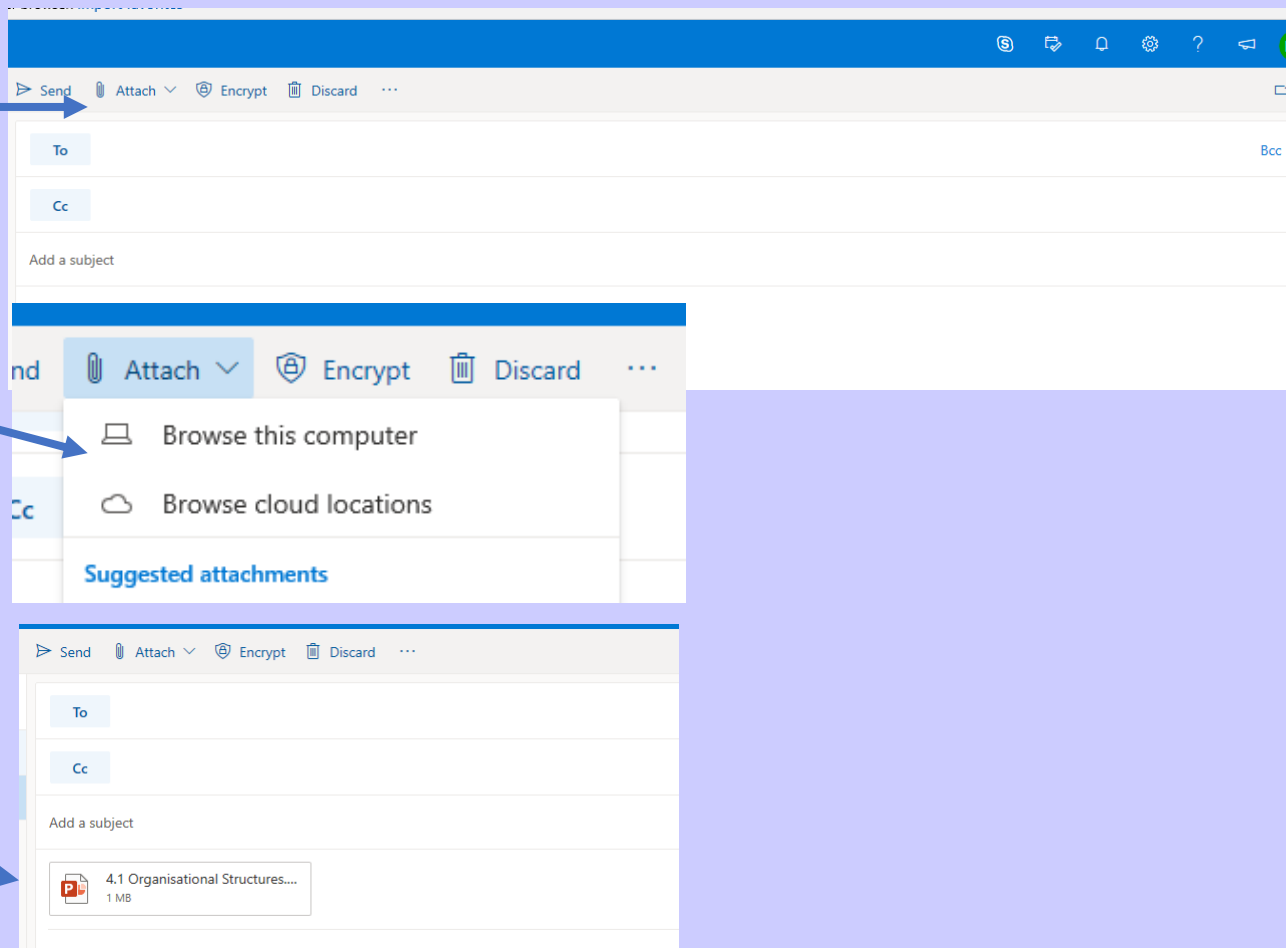 Send Attach Encrypt Discard ...
To
Bcc
Cc
Add a subject
nd Attach Encrypt Discard ...
Browse this computer
Cc
Browse cloud locations
Suggested attachments
Send Attach Encrypt Discard ...
To
Cc
Add a subject
4.1 Organisational Structures....
1 MB